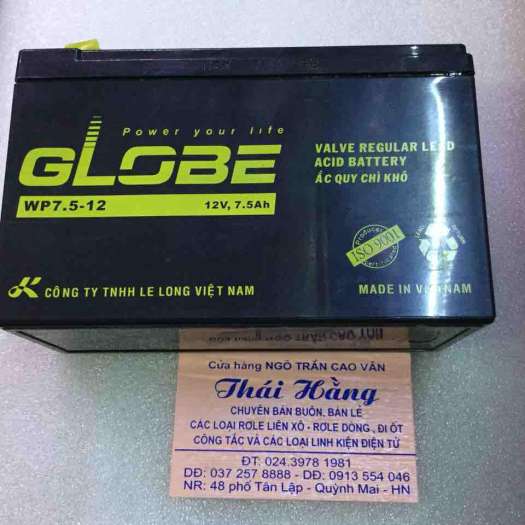 Power your life
GLOBE
WP7.5-12
12V, 7.5Ah
VALVE REGULAR LEAD
ACID BATTERY
ẮC QUY CHÌ KHÔ
Producer
ISO 9001
CÔNG TY TNHH LE LONG VIỆT NAM
MADE IN VIETNAM
Cửa hàng NGÔ TRẦN CAO VÂN
Thái Hằng
CHUYÊN BÁN BUÔN, BÁN LẺ
CÁC LOẠI RƠLE LIÊN XÔ - RƠLE DÒNG, ĐI ỐT
CÔNG TẮC VÀ CÁC LOẠI LINH KIỆN ĐIỆN TỬ
ĐT: 024.3978 1981
DĐ: 037 257 8888 - DĐ: 0913 554 046
NR: 48 phố Tân Lập - Quỳnh Mai - HN